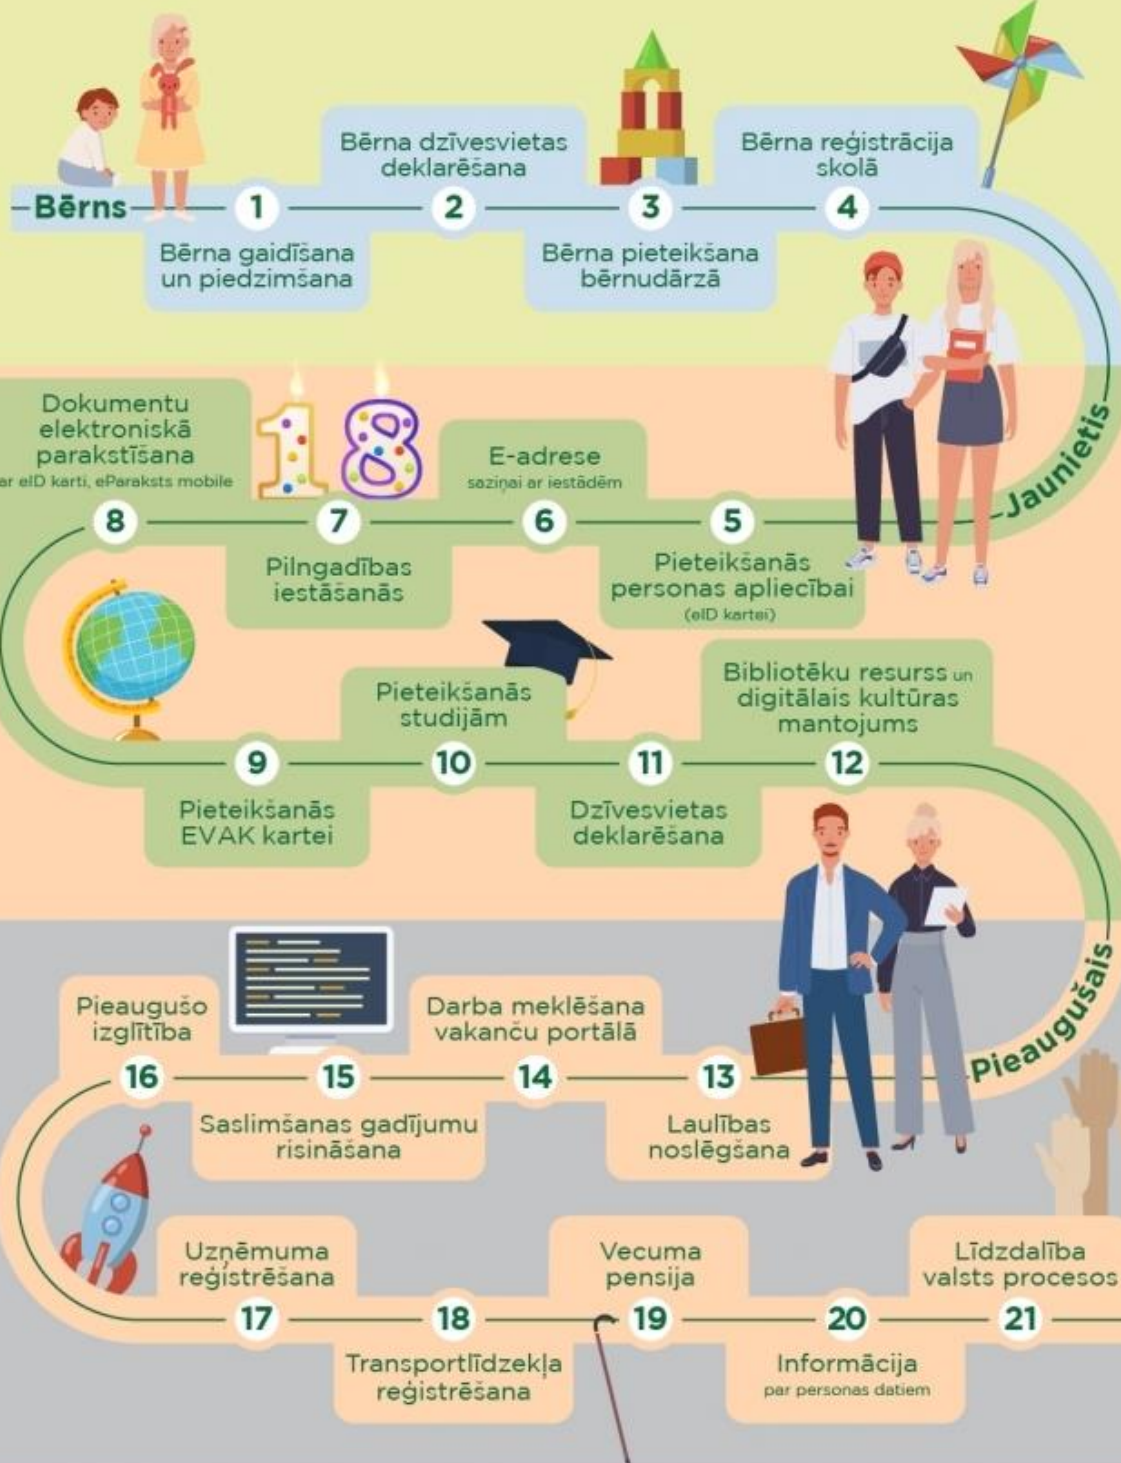 Bērns
1
Bērna gaidīšana
un piedzimšana
Bērna dzīvesvietas
deklarēšana
2
3
Bērna pieteikšana
bērnudārzā
Bērna reģistrācija
skolā
4
Jaunietis
5
Pieteikšanās
personas apliecībai
(eID kartei)
E-adrese
saziņai ar iestādēm
6
18
7
Pilngadības
iestāšanās
Dokumentu
elektroniskā
parakstīšana
ar eID karti, eParaksts mobile
8
9
Pieteikšanās
EVAK kartei
Pieteikšanās
studijām
10
11
Dzīvesvietas
deklarēšana
Bibliotēku resurss un
digitālais kultūras
mantojums
12
Pieaugušais
13
Laulības
noslēgšana
Darba meklēšana
vakanču portālā
14
15
Saslimšanas gadījumu
risināšana
Pieaugušo
izglītība
16
Uzņēmuma
reģistrēšana
17
18
Transportlīdzekļa
reģistrēšana
Vecuma
pensija
19
20
Informācija
par personas datiem
Līdzdalība
valsts procesos
21